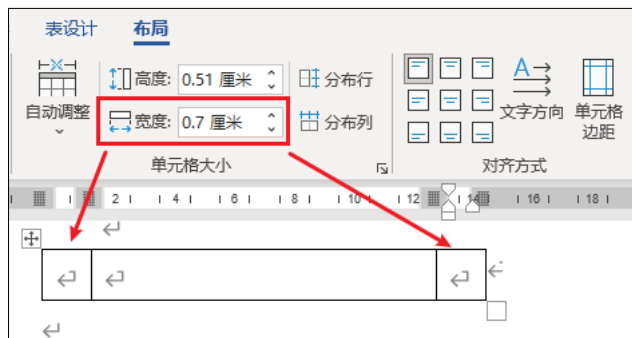 表设计 布局
高度: 0.51 厘米 分布行
自动调整 宽度: 0.7 厘米 分布列 文字方向 单元格
边距
单元格大小 对齐方式
2 4 6 8 10 12 14 16 18